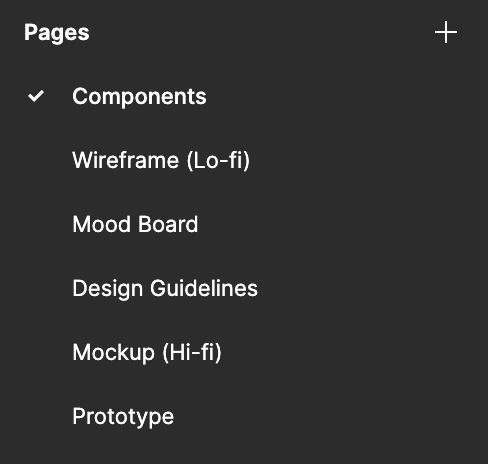 Pages
Components
Wireframe (Lo-fi)
Mood Board
Design Guidelines
Mockup (Hi-fi)
Prototype